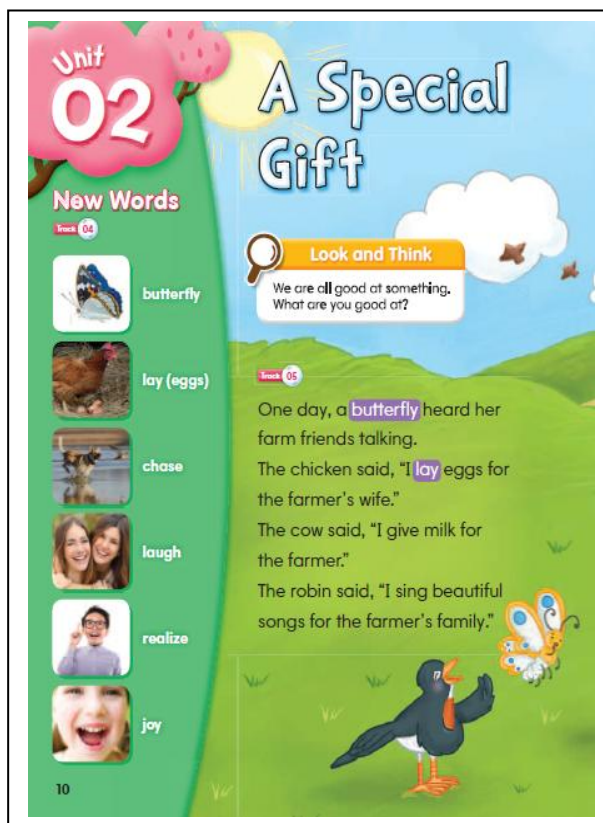 Unit
02
A Special
Gift
New Words
Track 04
butterfly
lay (eggs)
chase
laugh
realize
joy
Look and Think
We are all good at something.
What are you good at?
Track 05
One day, a butterfly heard her
farm friends talking.
The chicken said, “I lay eggs for
the farmer’s wife.”
The cow said, “I give milk for
the farmer.”
The robin said, “I sing beautiful
songs for the farmer’s family.”
10